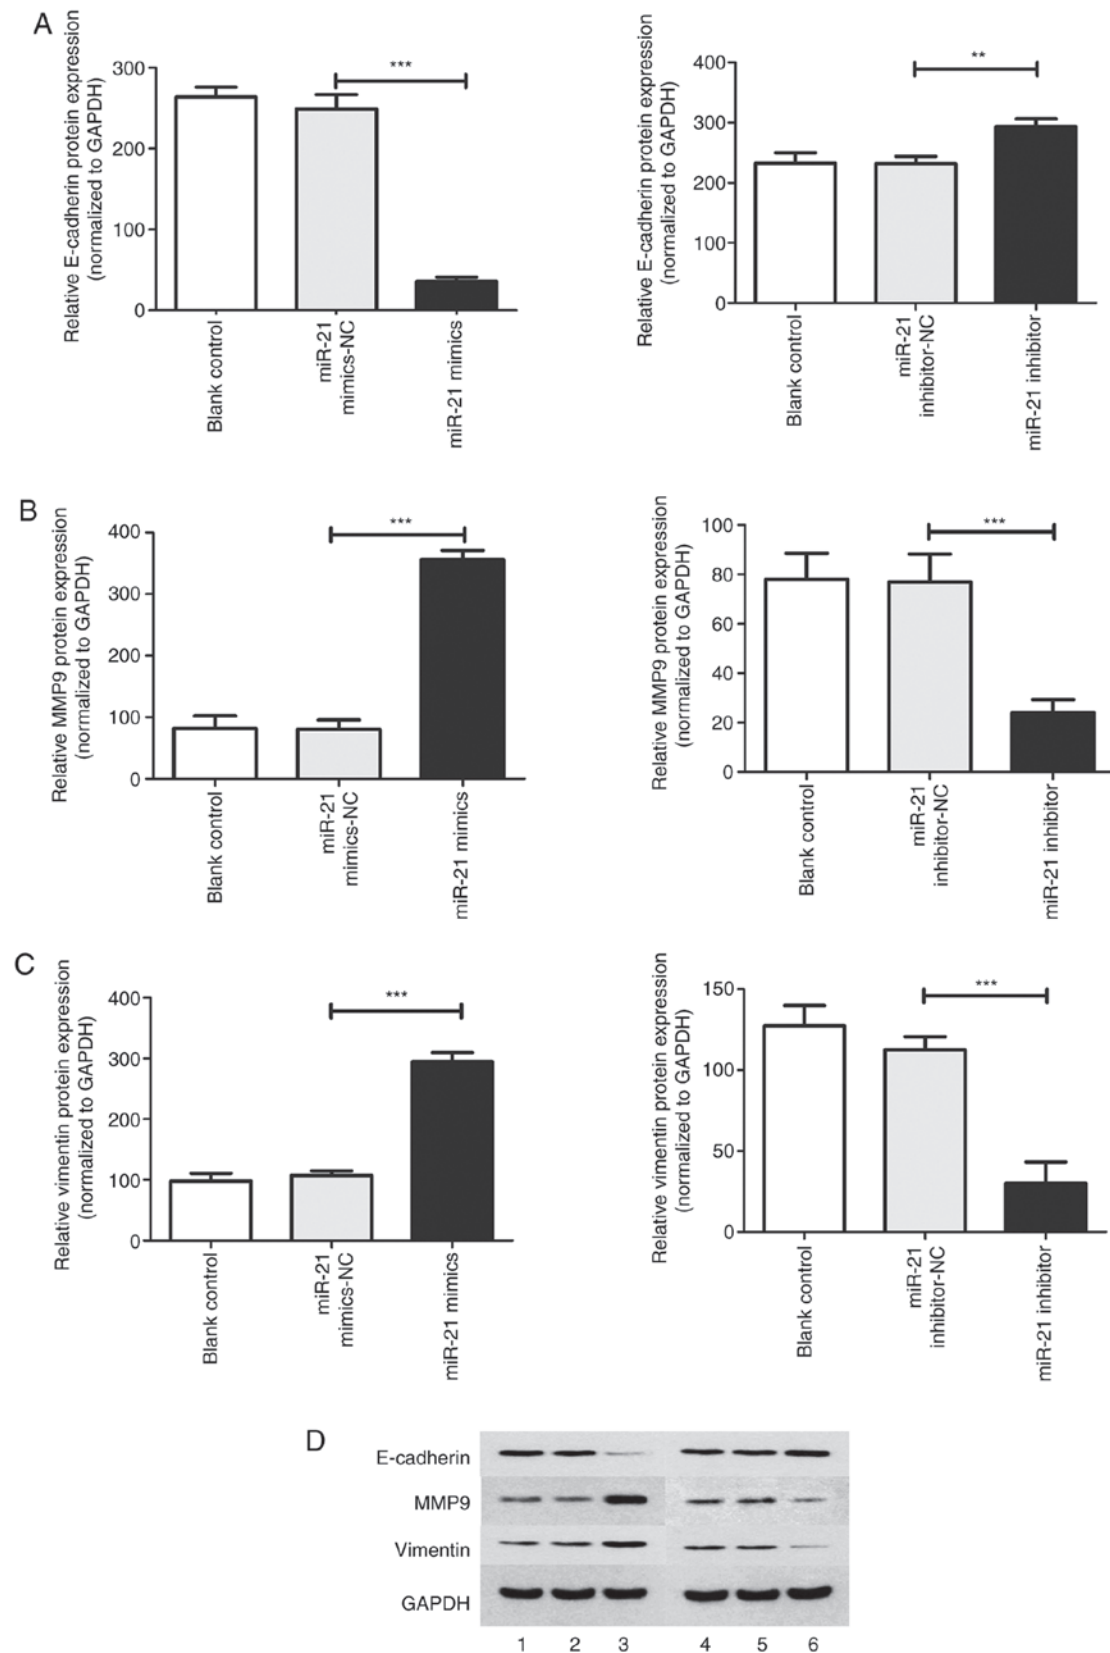 A
Relative E-cadherin protein expression
(normalized to GAPDH)
300
200
100
0
***
Blank control
miR-21
mimics-NC
miR-21 mimics
Relative E-cadherin protein expression
(normalized to GAPDH)
400
300
200
100
0
**
Blank control
miR-21
inhibitor-NC
miR-21 inhibitor
B
Relative MMP9 protein expression
(normalized to GAPDH)
400
300
200
100
0
***
Blank control
miR-21
mimics-NC
miR-21 mimics
Relative MMP9 protein expression
(normalized to GAPDH)
100
80
60
40
20
0
***
Blank control
miR-21
inhibitor-NC
miR-21 inhibitor
C
Relative vimentin protein expression
(normalized to GAPDH)
400
300
200
100
0
***
Blank control
miR-21
mimics-NC
miR-21 mimics
Relative vimentin protein expression
(normalized to GAPDH)
150
100
50
0
***
Blank control
miR-21
inhibitor-NC
miR-21 inhibitor
D
E-cadherin
MMP9
Vimentin
GAPDH
1 2 3 4 5 6